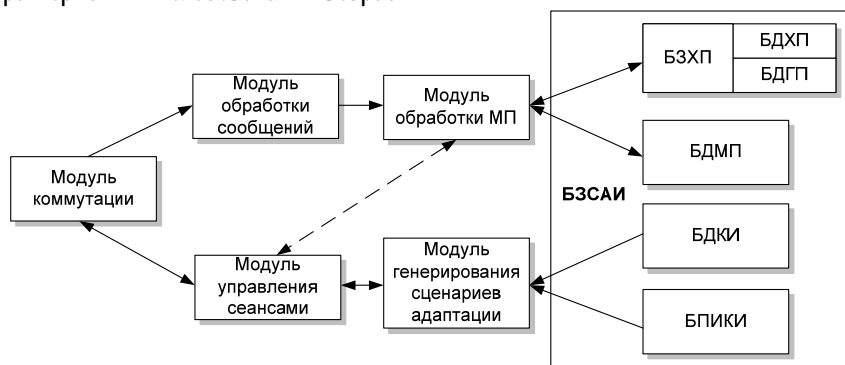 Модуль
обработки
сообщений
Модуль
обработки МП
БЗХП
БДХП
БДГП
Модуль
коммутации
БДМП
БЗСАИ
Модуль
управления
сеансами
Модуль
генерирования
сценариев
адаптации
БДКИ
БПИКИ